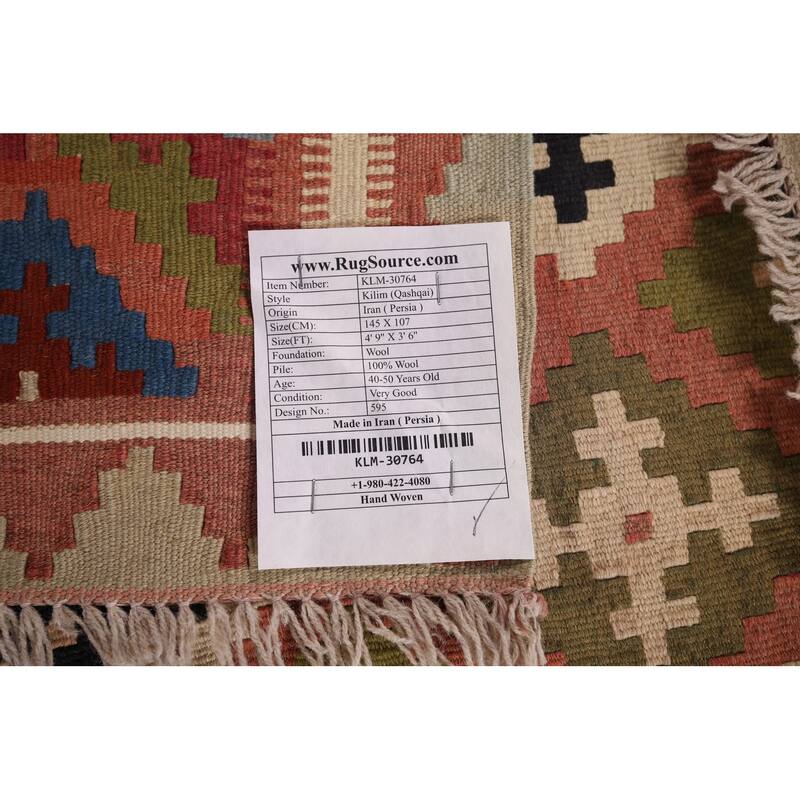 www.RugSource.com
Item Number: KLM-30764
Style Kilim (Qashqai)
Origin Iran ( Persia )
Size(CM): 145 X 107
Size(FT): 4' 9" X 3' 6"
Foundation: Wool
Pile: 100% Wool
Age: 40-50 Years Old
Condition: Very Good
Design No.: 595
Made in Iran ( Persia )
KLM-30764
+1-980-422-4080
Hand Woven